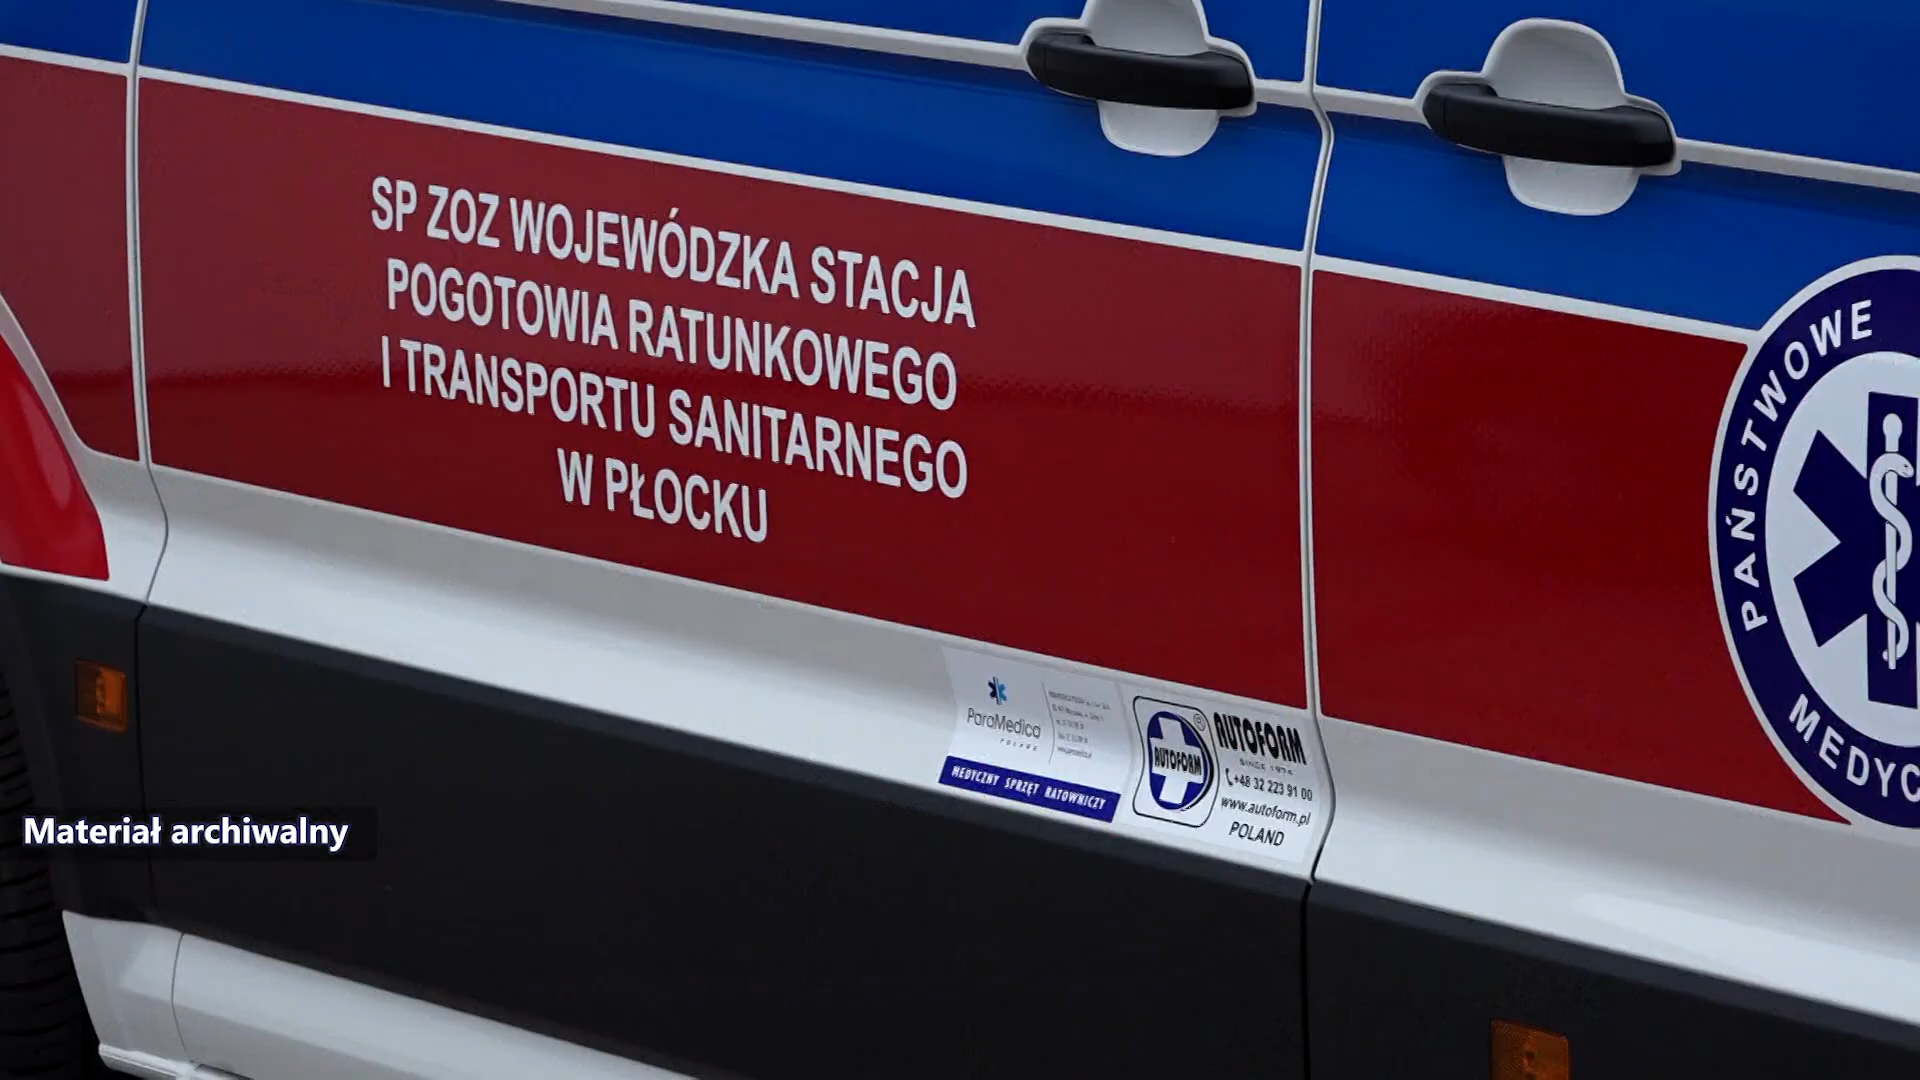 SP ZOZ WOJEWÓDZKA STACJA
POGOTOWIA RATUNKOWEGO
I TRANSPORTU SANITARNEGO
W PŁOCKU
PAŃSTWOWE
MEDYC
ParaMedica
POLSKA
MEDYCZNY SPRZĘT RATOWNICZY
AUTOFORM
®
AUTOFORM
SINCE 1974
+48 32 223 91 00
www.autoform.pl
POLAND
Materiał archiwalny